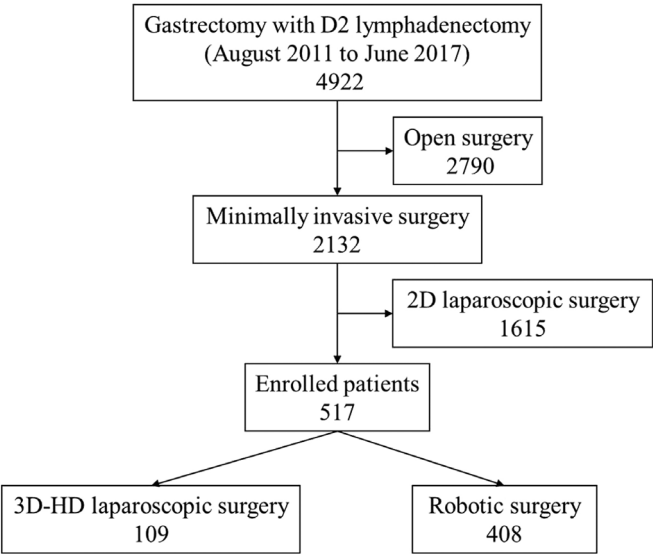 Gastrectomy with D2 lymphadenectomy
(August 2011 to June 2017)
4922
Open surgery
2790
Minimally invasive surgery
2132
2D laparoscopic surgery
1615
Enrolled patients
517
3D-HD laparoscopic surgery
109
Robotic surgery
408